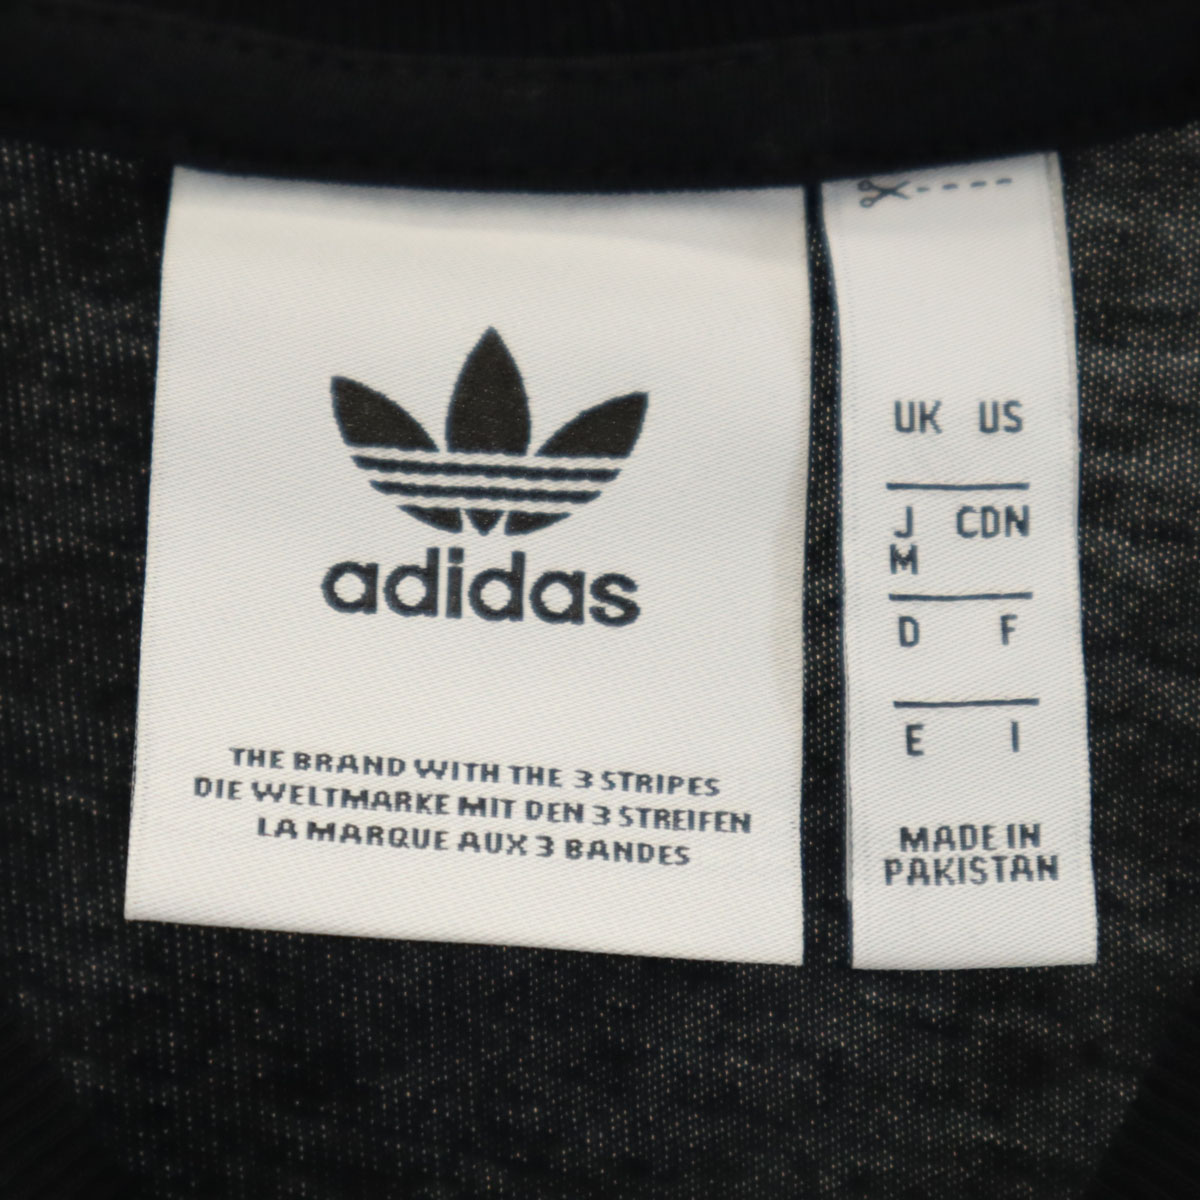 adidas
THE BRAND WITH THE 3 STRIPES
DIE WELTMARKE MIT DEN 3 STREIFEN
LA MARQUE AUX 3 BANDES
UK US
J CDN
M
D F
E I
MADE IN
PAKISTAN